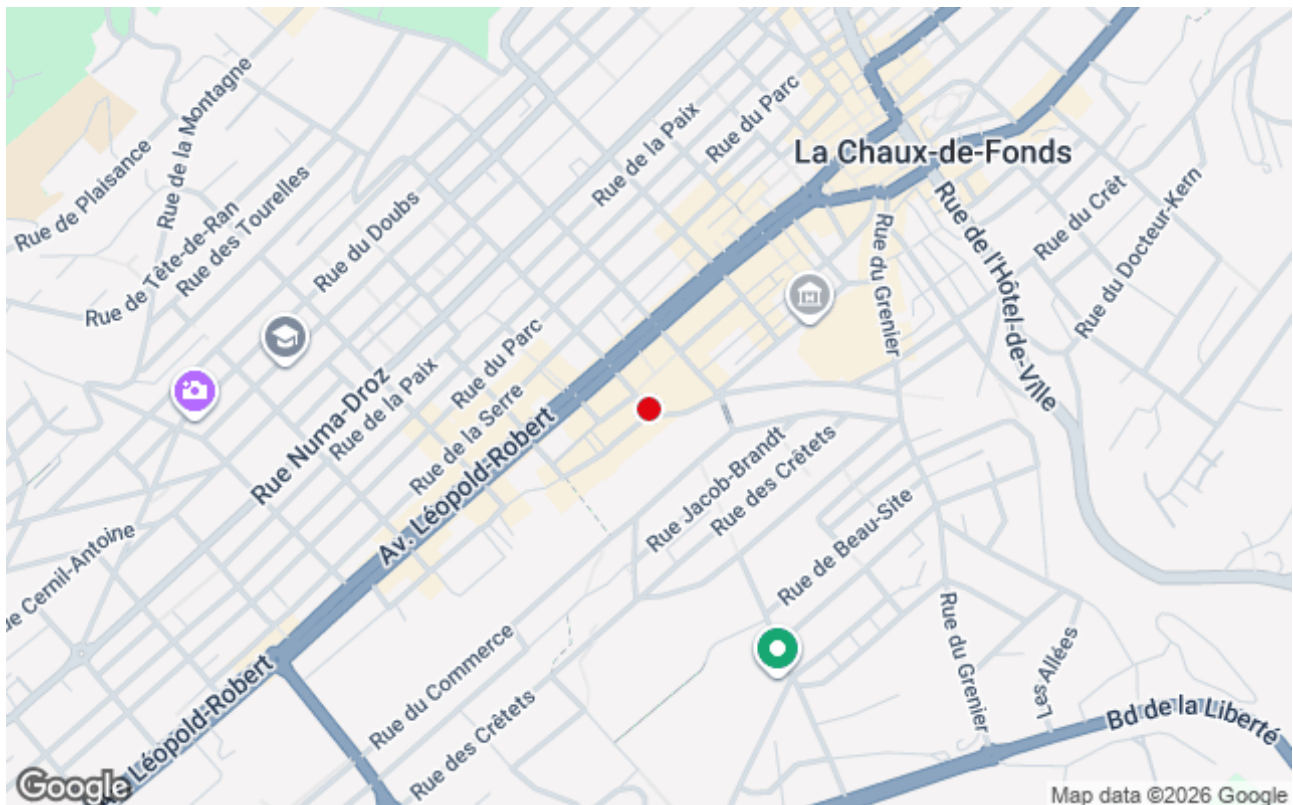 Rue de la Montagne
Rue de Plaisance
Rue de la Paix
Rue du Parc
La Chaux-de-Fonds
Rue de Tête-de-Ran
Rue des Tourelles
Rue du Doubs
Rue du Grenier
Rue de l'Hôtel-de-Ville
Rue du Crêt
Rue du Docteur-Kern
Rue Numa-Droz
Rue de la Paix
Rue du Parc
Rue de la Serre
Av. Léopold-Robert
Rue Jacob-Brandt
Rue des Crêtets
Rue de Beau-Site
Cernil-Antoine
Rue du Commerce
Rue des Crêtets
Rue du Grenier
Les Allées
Bd de la Liberté
Léopold-Robert
Google
Map data ©2026 Google